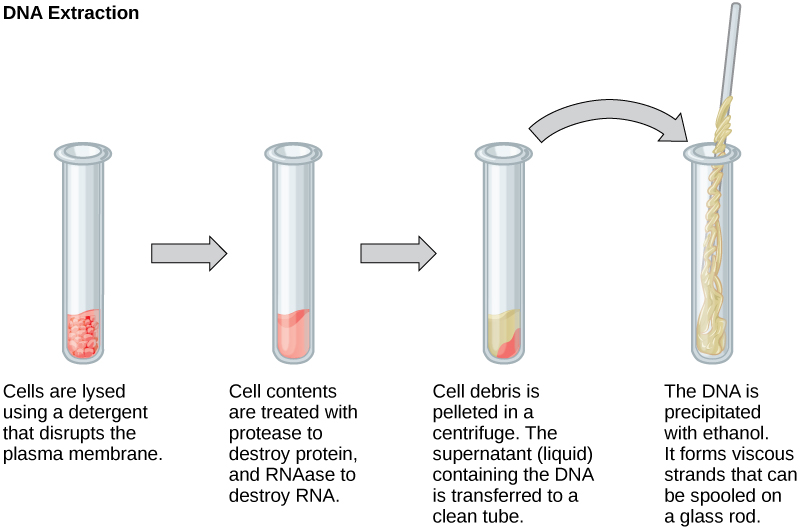 DNA Extraction
Cells are lysed
using a detergent
that disrupts the
plasma membrane.
Cell contents
are treated with
protease to
destroy protein,
and RNAase to
destroy RNA.
Cell debris is
pelleted in a
centrifuge. The
supernatant (liquid)
containing the DNA
is transferred to a
clean tube.
The DNA is
precipitated
with ethanol.
It forms viscous
strands that can
be spooled on
a glass rod.